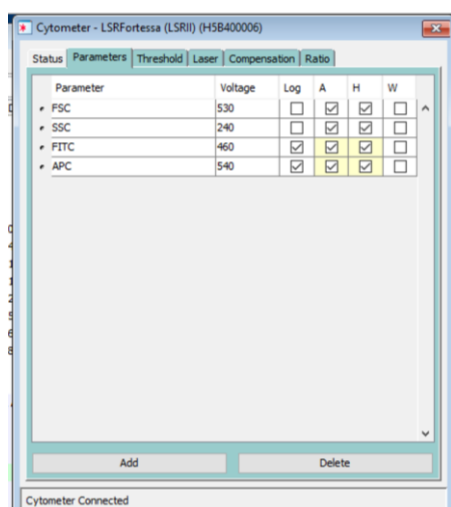 Cytometer - LSRFortessa (LSRII) (H5B400006)
Status Parameters Threshold Laser Compensation Ratio
Parameter Voltage Log A H W
FSC 530
SSC 240
FITC 460
APC 540
Add Delete
Cytometer Connected